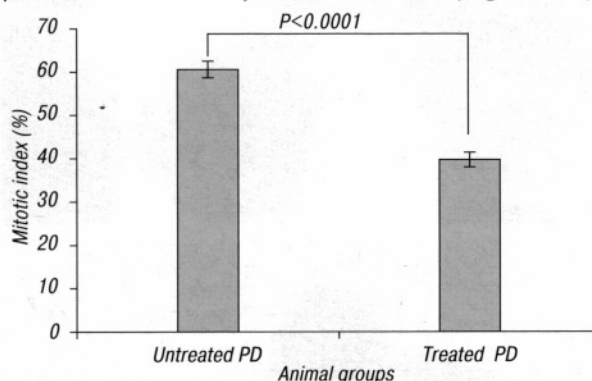 P<0.0001
70
60
50
40
30
20
10
0
Mitotic index (%)
Untreated PD
Treated PD
Animal groups